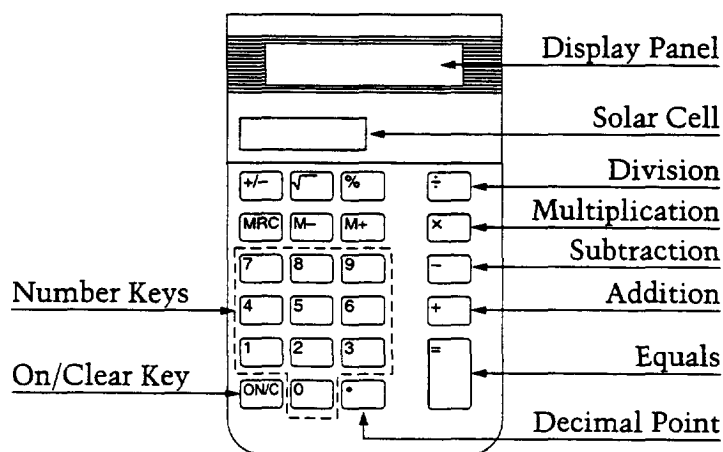 Display Panel
Solar Cell
+/− √ % ÷ Division
MRC M− M+ × Multiplication
7 8 9 − Subtraction
Number Keys 4 5 6 + Addition
1 2 3 = Equals
On/Clear Key ON/C 0 •
Decimal Point